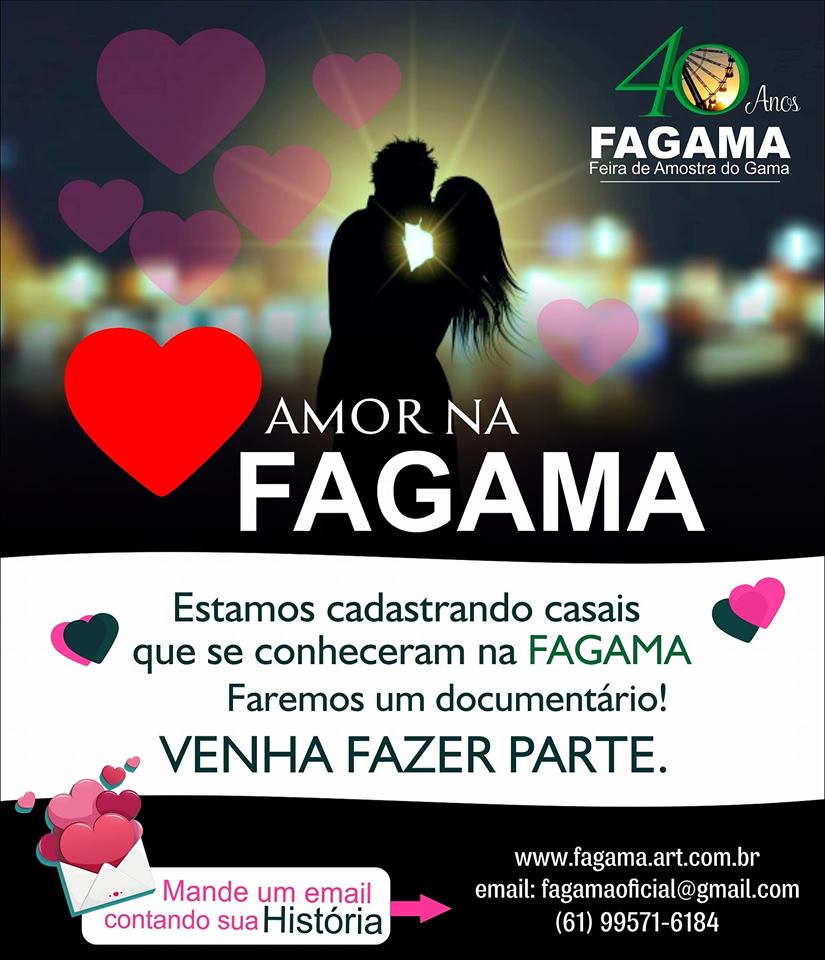 40 Anos
FAGAMA
Feira de Amostra do Gama
AMOR NA
FAGAMA
Estamos cadastrando casais
que se conheceram na FAGAMA
Faremos um documentário!
VENHA FAZER PARTE.
Mande um email
contando sua História
www.fagama.art.com.br
email: fagamaoficial@gmail.com
(61) 99571-6184